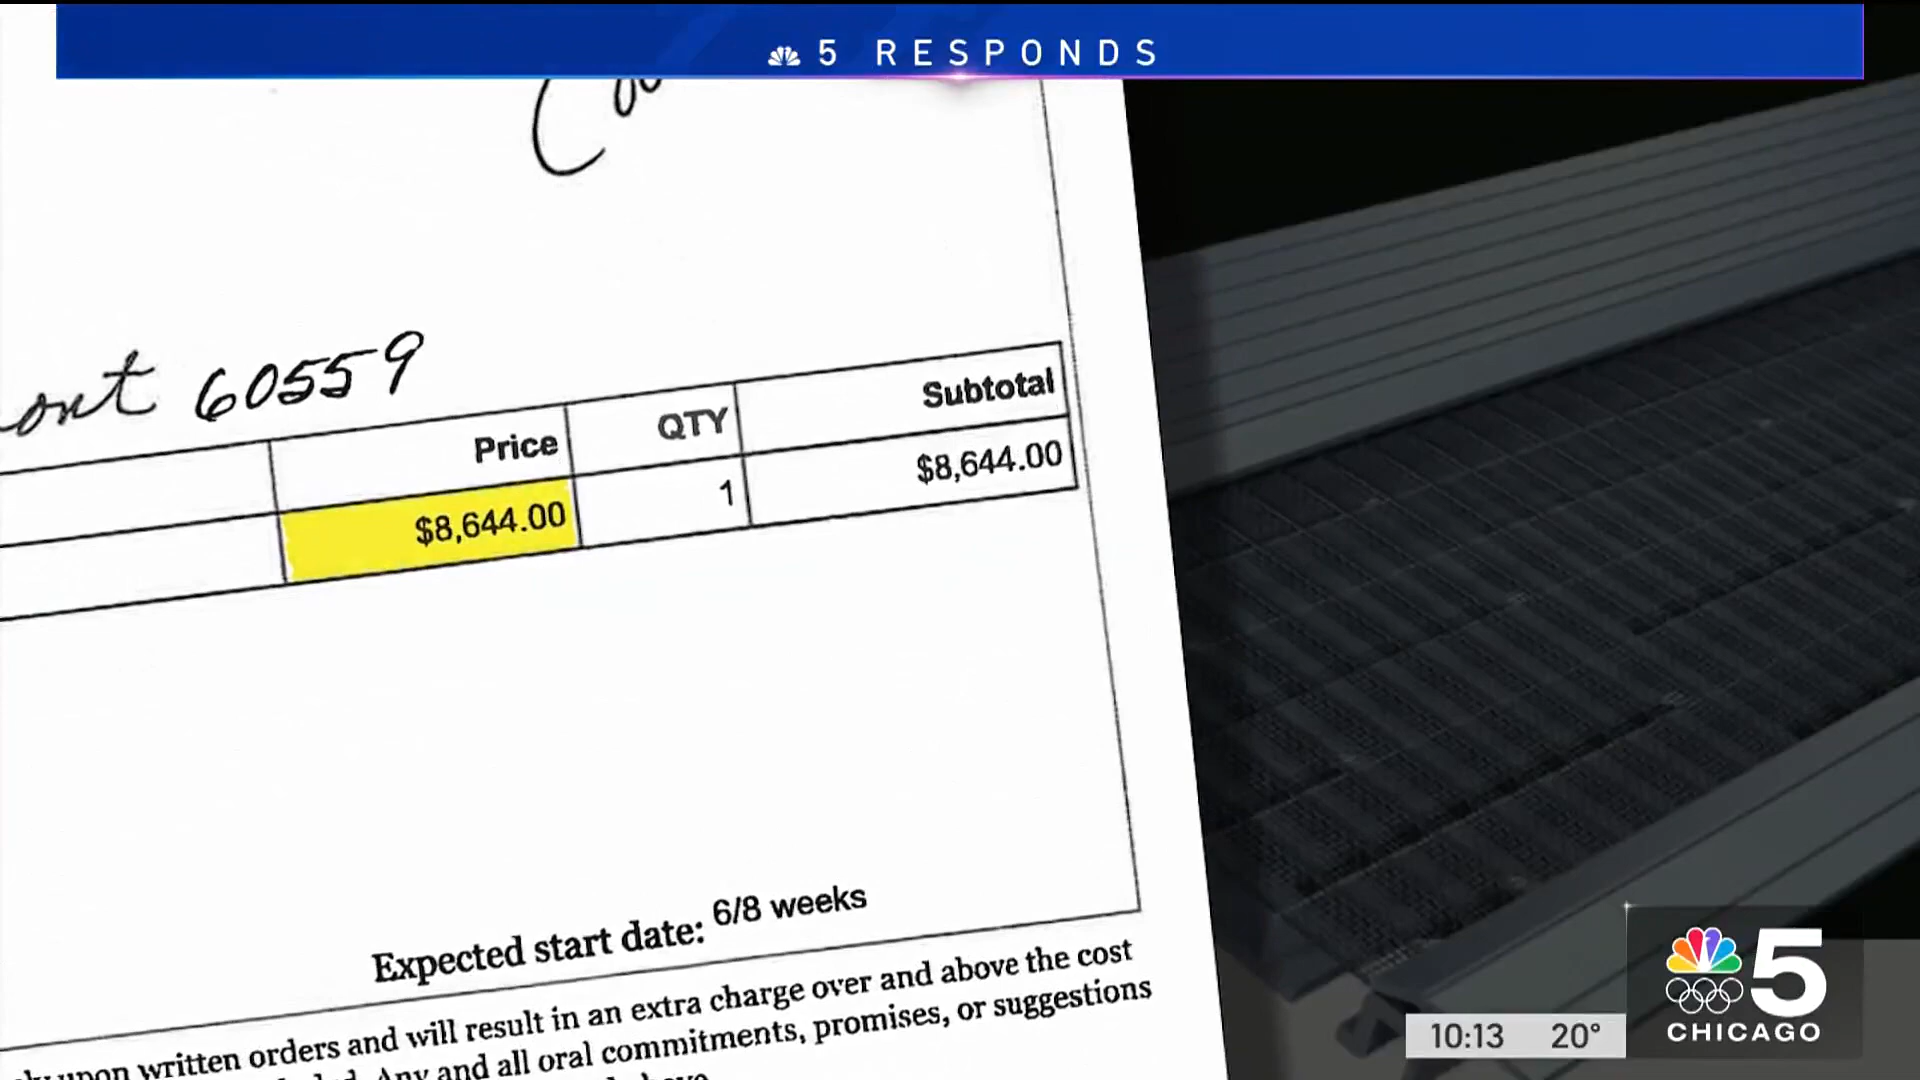 5 RESPONDS
60559
Price QTY Subtotal
$8,644.00 1 $8,644.00
Expected start date: 6/8 weeks
upon written orders and will result in an extra charge over and above the cost
Any and all oral commitments, promises, or suggestions
5
CHICAGO
10:13 20°